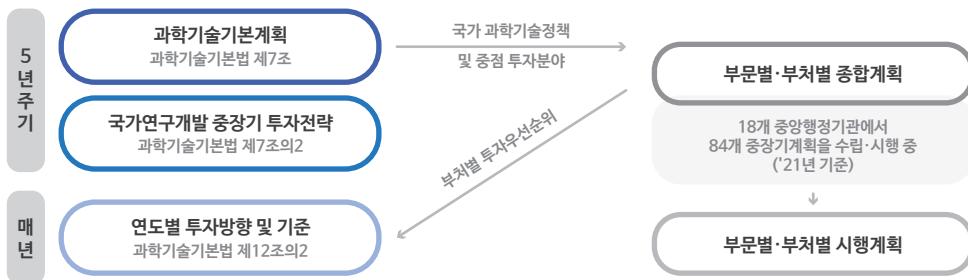 5년주기
과학기술기본계획
과학기술기본법 제7조
국가연구개발 중장기 투자전략
과학기술기본법 제7조의2
국가 과학기술정책
및 중점 투자분야
부문별·부처별 종합계획
18개 중앙행정기관에서
84개 중장기계획을 수립·시행 중
('21년 기준)
부처별 투자우선순위
매년
연도별 투자방향 및 기준
과학기술기본법 제12조의2
부문별·부처별 시행계획